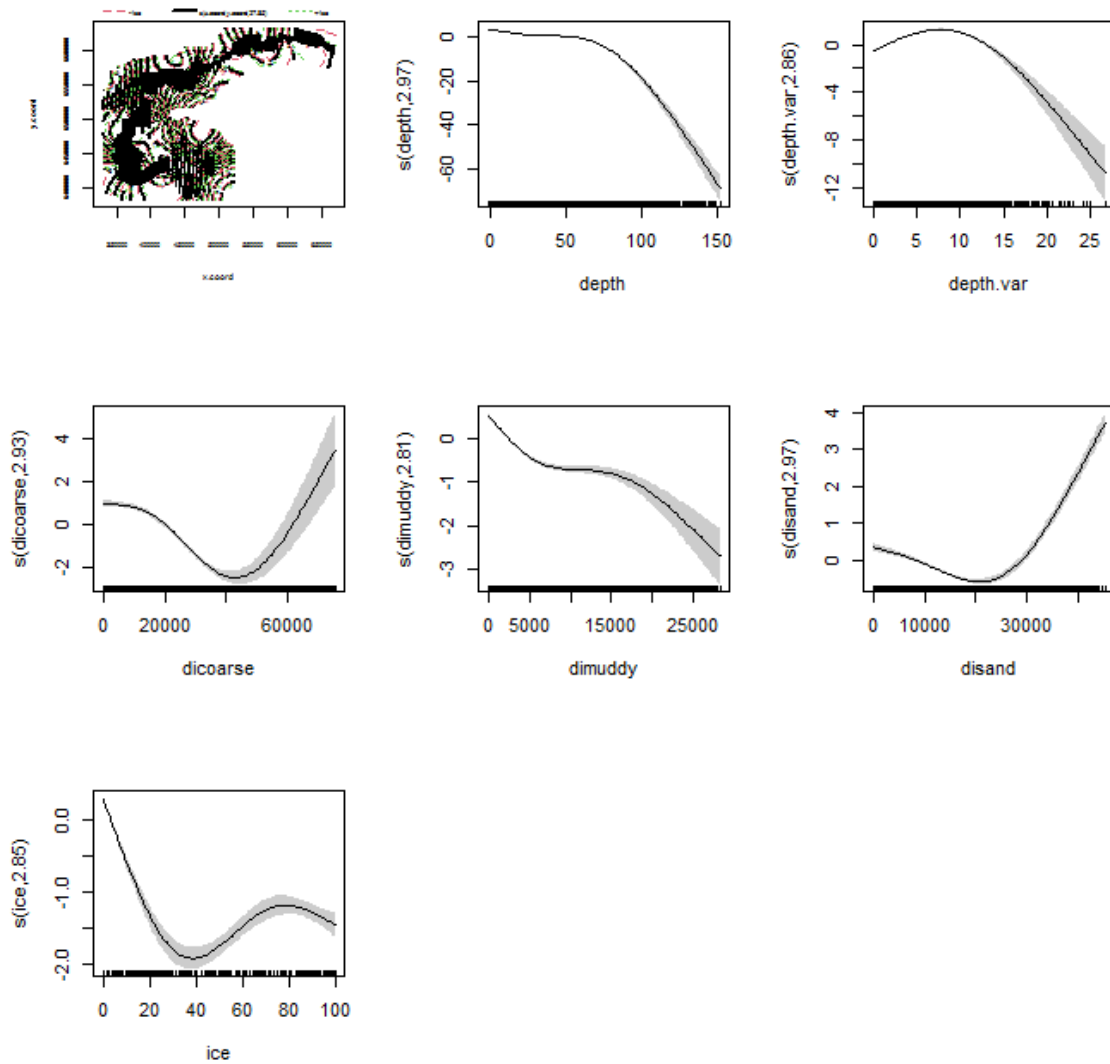 x.coord
y.coord
0
-20
-40
-60
s(depth,2.97)
0 50 100 150
depth
0
-4
-8
-12
s(depth.var,2.86)
0 5 10 15 20 25
depth.var
4
2
0
-2
s(dicoarse,2.93)
0 20000 60000
dicoarse
0
-1
-2
-3
s(dimuddy,2.81)
0 5000 15000 25000
dimuddy
4
3
2
1
0
s(disand,2.97)
0 10000 30000
disand
0.0
-1.0
-2.0
s(ice,2.85)
0 20 40 60 80 100
ice